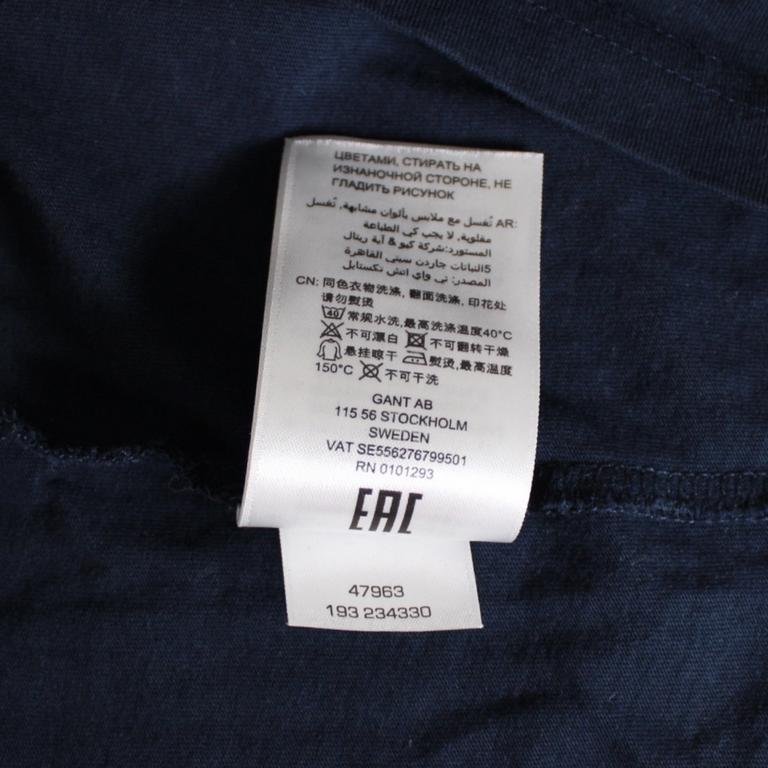 ЦВЕТАМИ, СТИРАТЬ НА
ИЗНАНОЧНОЙ СТОРОНЕ, НЕ
ГЛАДИТЬ РИСУНОК
AR: تُغسل مع ملابس بألوان مشابهة, تُغسل
مقلوبة, لا يجب كي الطباعة
المستورد:شركة كيو & أية ريتال
5النباتات جاردن سيتي القاهرة
المصدر: تي واي اتش تكستايل
CN: 同色衣物洗涤, 翻面洗涤, 印花处
请勿熨烫
40 常规水洗,最高洗涤温度40°C
不可漂白 不可翻转干燥
悬挂晾干 熨烫,最高温度
150°C 不可干洗
GANT AB
115 56 STOCKHOLM
SWEDEN
VAT SE556276799501
RN 0101293
EAC
47963
193 234330